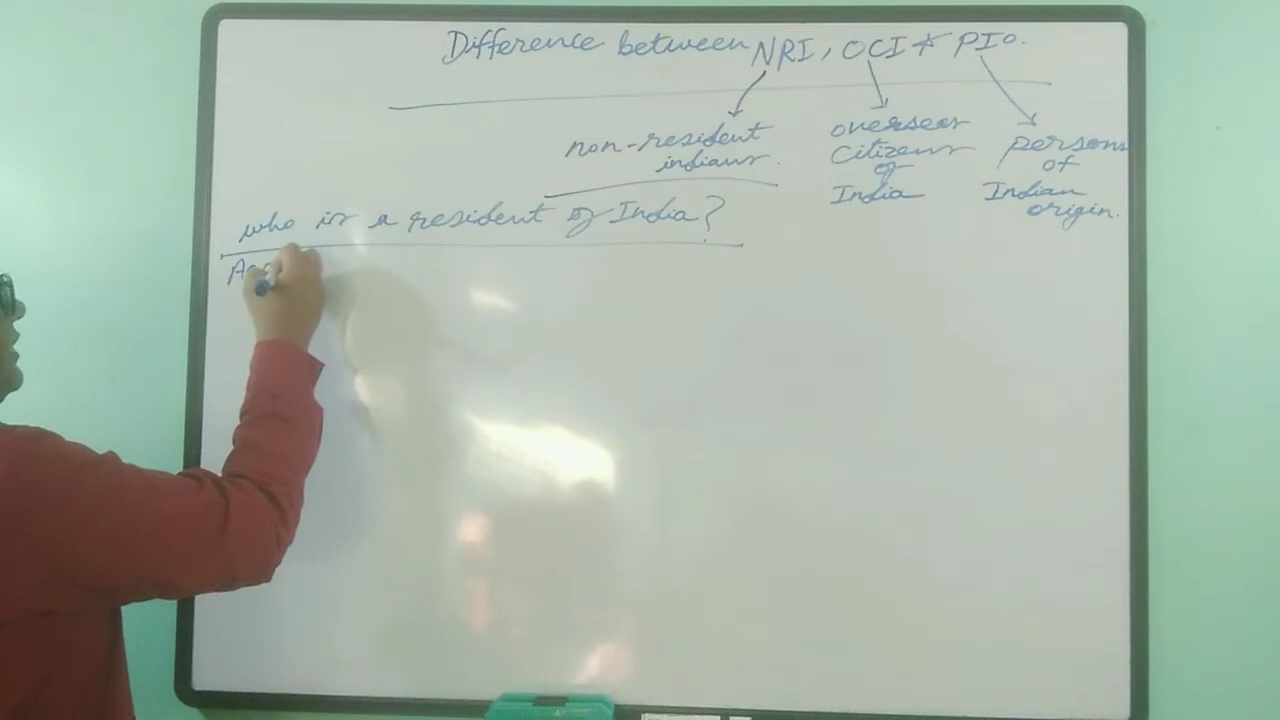 Difference between NRI, OCI & PIO.
non-resident
indians.
overseas
Citizens
of
India
persons
of
Indian
origin.
who is a resident of India?